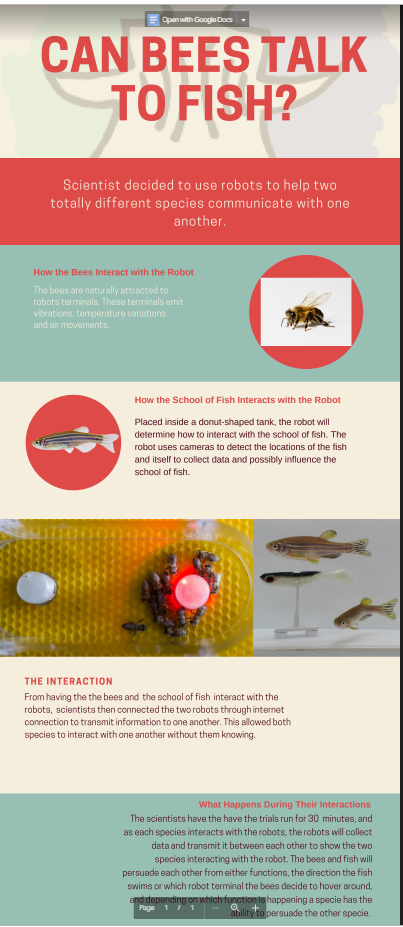 Open with Google Docs
CAN BEES TALK
TO FISH?
Scientist decided to use robots to help two
totally different species communicate with one
another.
How the Bees Interact with the Robot
The bees are naturally attracted to
robots terminals. These terminals emit
vibrations, temperature variations
and air movements.
How the School of Fish Interacts with the Robot
Placed inside a donut-shaped tank, the robot will
determine how to interact with the school of fish. The
robot uses cameras to detect the locations of the fish
and itself to collect data and possibly influence the
school of fish.
THE INTERACTION
From having the the bees and the school of fish interact with the
robots, scientists then connected the two robots through internet
connection to transmit information to one another. This allowed both
species to interact with one another without them knowing.
What Happens During Their Interactions
The scientists have the have the trials run for 30 minutes, and
as each species interacts with the robots, the robots will collect
data and transmit it between each other to show the two
species interacting with the robot. The bees and fish will
persuade each other from either functions, the direction the fish
swims or which robot terminal the bees decide to hover around,
and depending on which function is happening a specie has the
Page 1 / 1
ability to persuade the other specie.